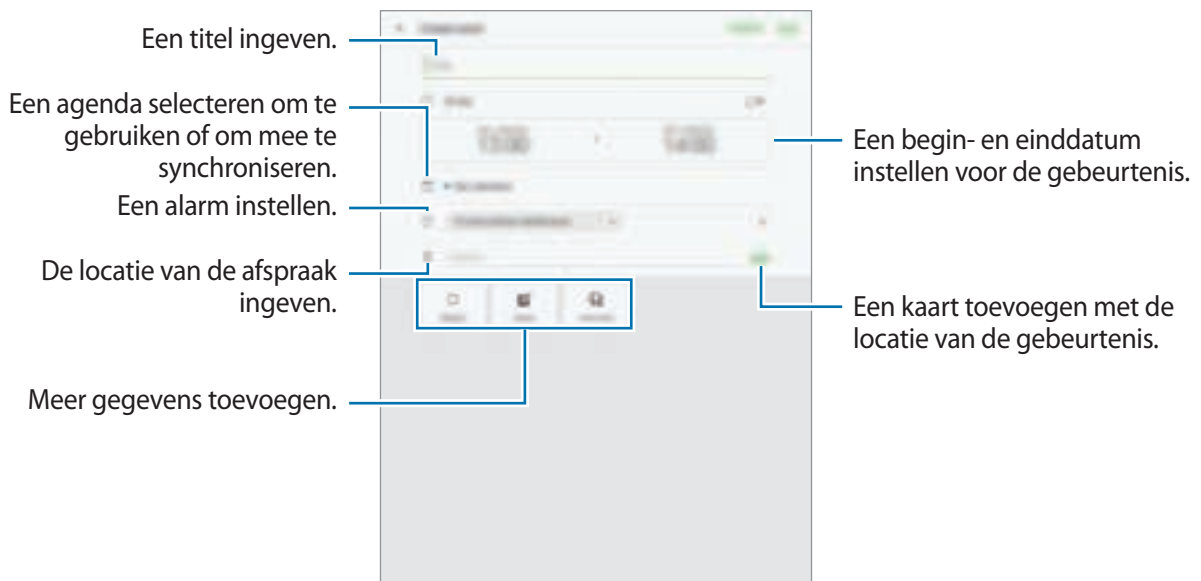 Een titel ingeven.
Een agenda selecteren om te
gebruiken of om mee te
synchroniseren.
Een alarm instellen.
De locatie van de afspraak
ingeven.
Meer gegevens toevoegen.
Een begin- en einddatum
instellen voor de gebeurtenis.
Een kaart toevoegen met de
locatie van de gebeurtenis.